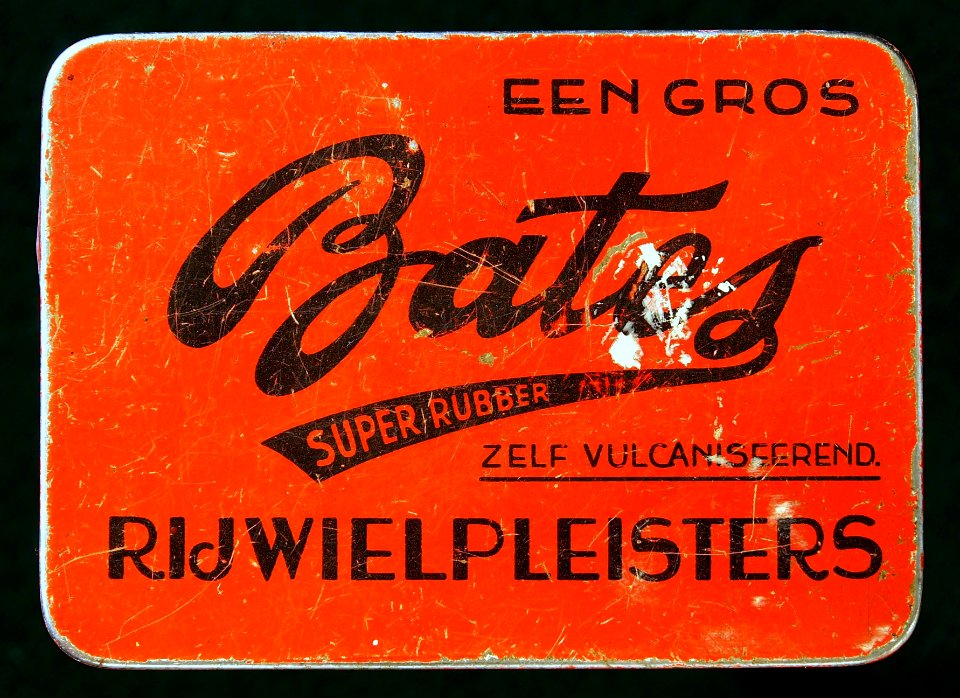 EEN GROS
Bates
SUPER RUBBER
ZELF VULCANISEEREND.
RIJWIELPLEISTERS